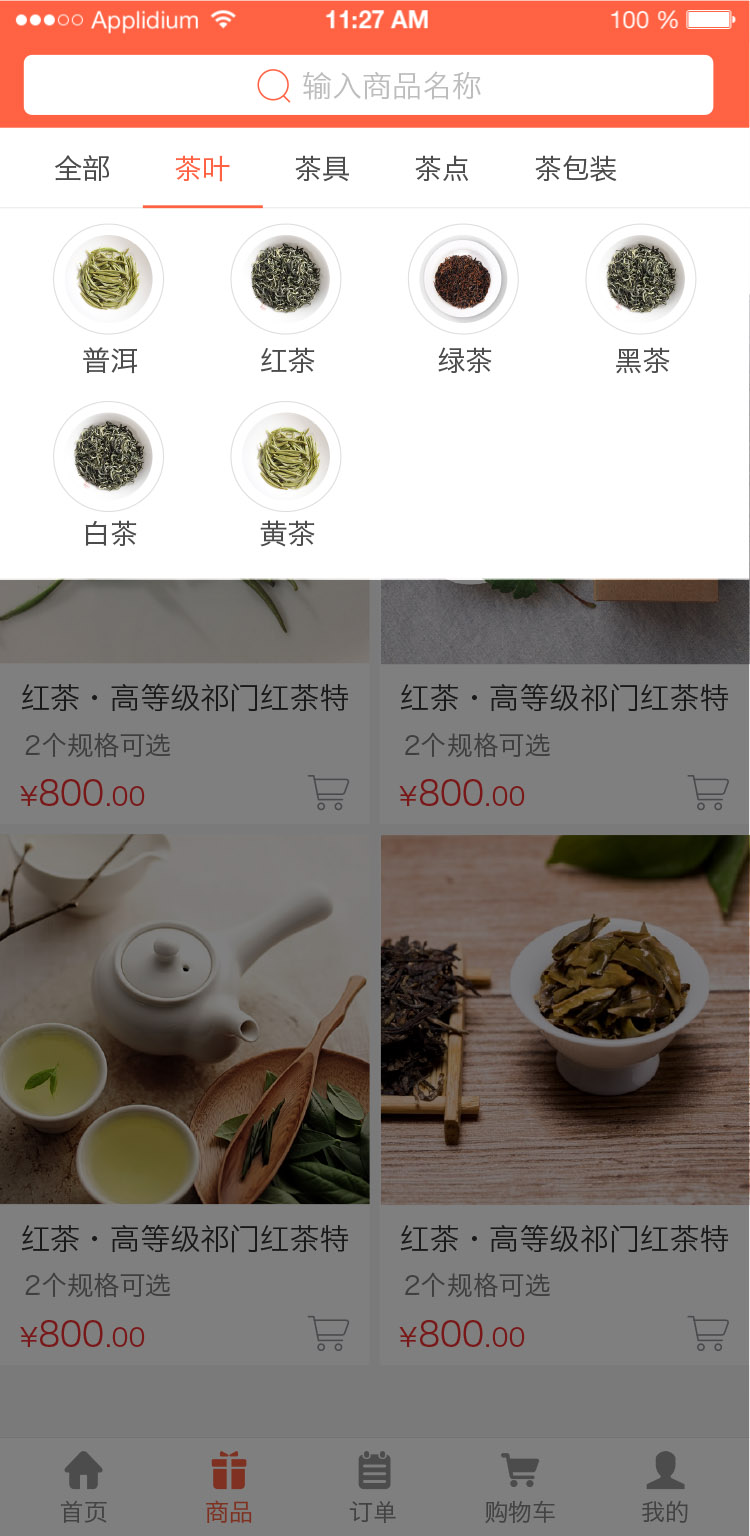 Applidium 11:27 AM 100 %
输入商品名称
全部 茶叶 茶具 茶点 茶包装
普洱 红茶 绿茶 黑茶
白茶 黄茶
红茶·高等级祁门红茶特 红茶·高等级祁门红茶特
2个规格可选 2个规格可选
¥800.00 ¥800.00
红茶·高等级祁门红茶特 红茶·高等级祁门红茶特
2个规格可选 2个规格可选
¥800.00 ¥800.00
首页 商品 订单 购物车 我的